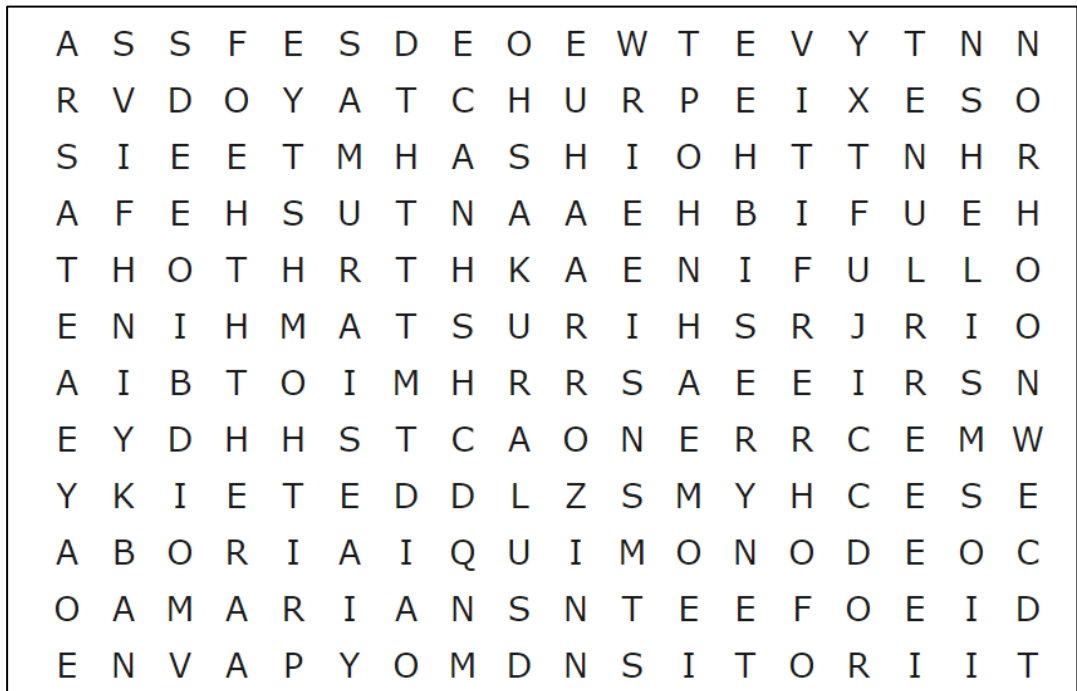 A S S F E S D E O E W T E V Y T N N
R V D O Y A T C H U R P E I X E S O
S I E E T M H A S H I O H T T N H R
A F E H S U T N A A E H B I F U E H
T H O T H R T H K A E N I F U L L O
E N I H M A T S U R I H S R J R I O
A I B T O I M H R R S A E E I R S N
E Y D H H S T C A O N E R R C E M W
Y K I E T E D D L Z S M Y H C E S E
A B O R I A I Q U I M O N O D E O C
O A M A R I A N S N T E E F O E I D
E N V A P Y O M D N S I T O R I I T